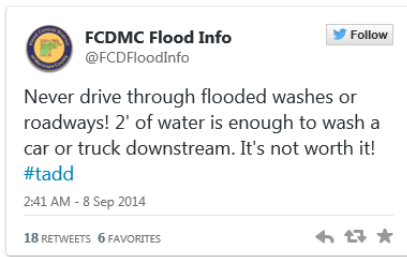 FCDMC Flood Info
Follow
@FCDFloodInfo
Never drive through flooded washes or
roadways! 2' of water is enough to wash a
car or truck downstream. It's not worth it!
#tadd
2:41 AM - 8 Sep 2014
18 RETWEETS 6 FAVORITES